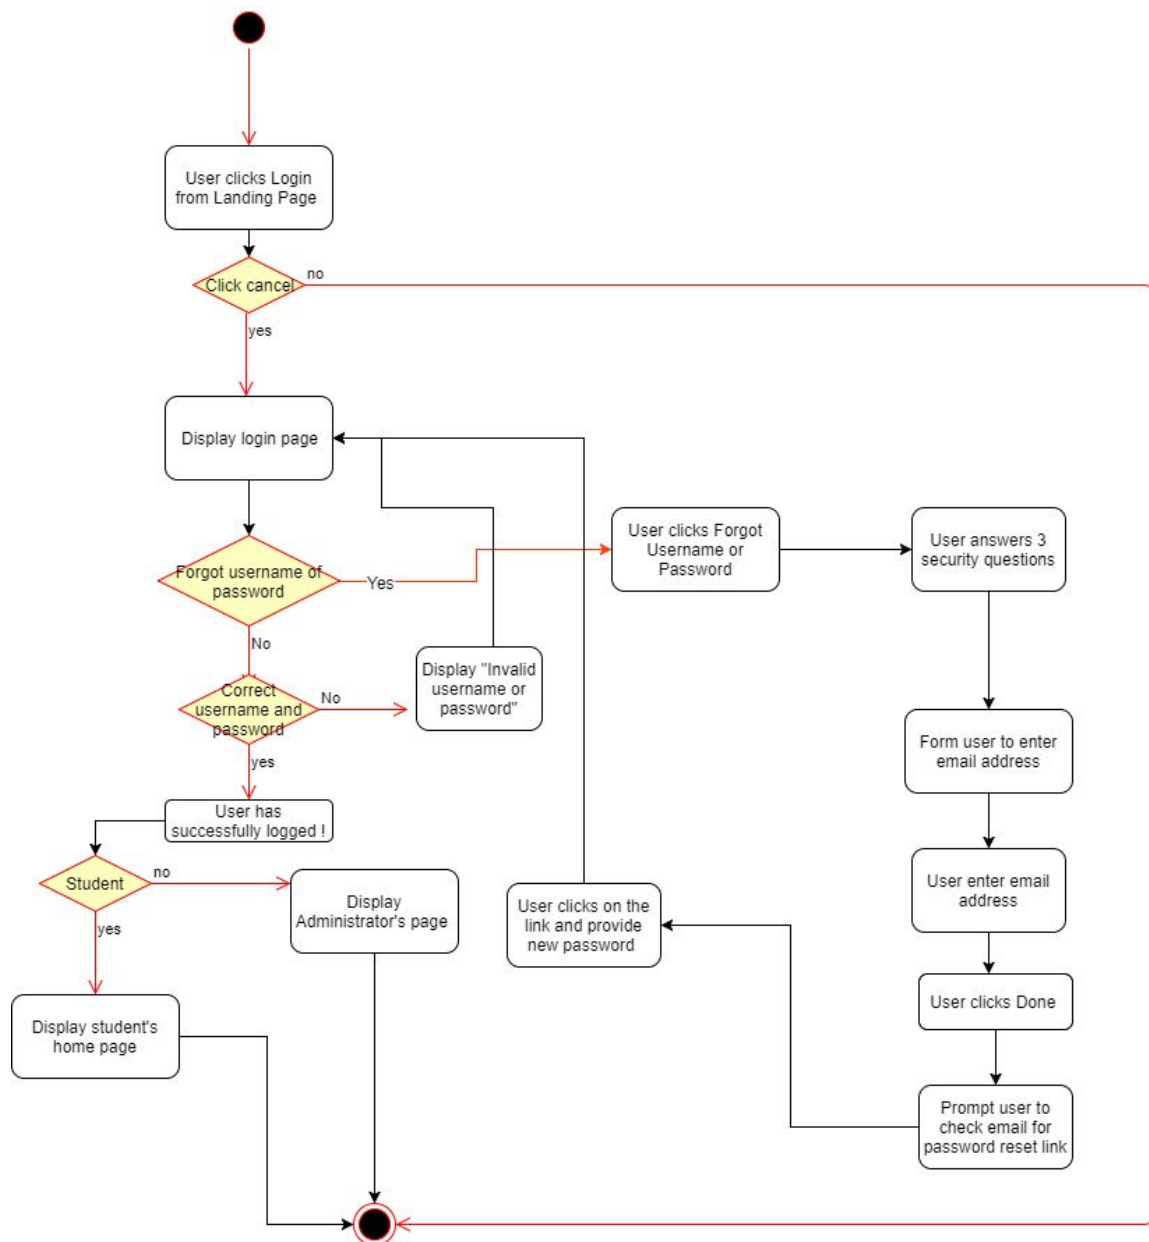 User clicks Login
from Landing Page
Click cancel
no
yes
Display login page
Forgot username of
password
Yes
User clicks Forgot
Username or
Password
User answers 3
security questions
No
Correct
username and
password
No
Display "Invalid
username or
password"
yes
Form user to enter
email address
User has
successfully logged !
Student
no
yes
Display
Administrator's page
User clicks on the
link and provide
new password
User enter email
address
User clicks Done
Display student's
home page
Prompt user to
check email for
password reset link